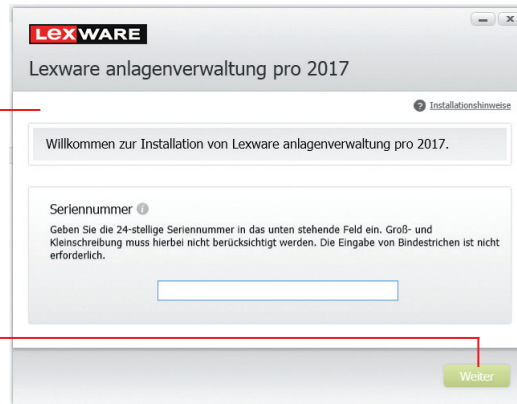 LEXWARE
Lexware anlagenverwaltung pro 2017
Installationshinweise
Willkommen zur Installation von Lexware anlagenverwaltung pro 2017.
Seriennummer
Geben Sie die 24-stellige Seriennummer in das unten stehende Feld ein. Groß- und
Kleinschreibung muss hierbei nicht berücksichtigt werden. Die Eingabe von Bindestrichen ist nicht
erforderlich.
Weiter